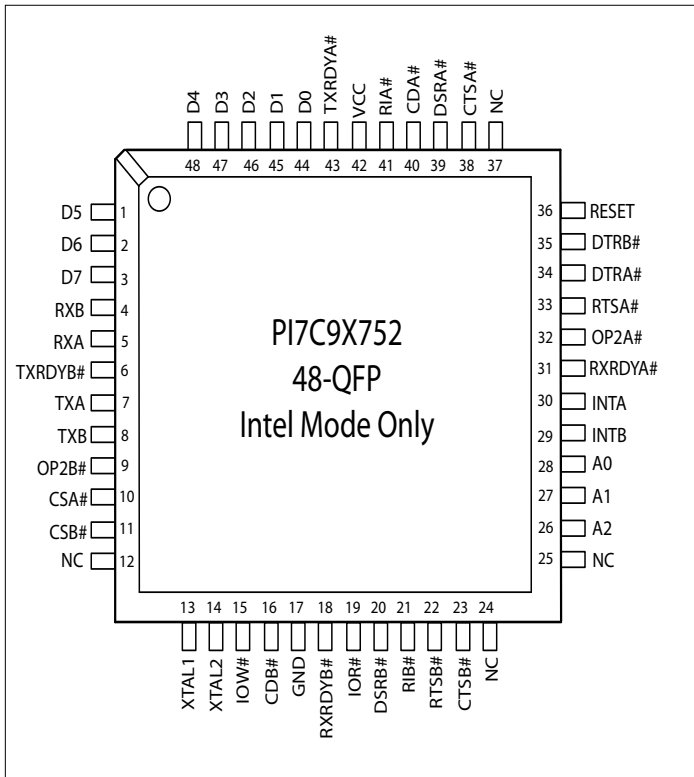 D4
D3
D2
D1
D0
TXRDYA#
VCC
RIA#
CDA#
DSRA#
CTSA#
NC
48
47
46
45
44
43
42
41
40
39
38
37
D5 1
D6 2
D7 3
RXB 4
RXA 5
TXRDYB# 6
TXA 7
TXB 8
OP2B# 9
CSA# 10
CSB# 11
NC 12
PI7C9X752
48-QFP
Intel Mode Only
36 RESET
35 DTRB#
34 DTRA#
33 RTSA#
32 OP2A#
31 RXRDYA#
30 INTA
29 INTB
28 A0
27 A1
26 A2
25 NC
13
14
15
16
17
18
19
20
21
22
23
24
XTAL1
XTAL2
IOW#
CDB#
GND
RXRDYB#
IOR#
DSRB#
RIB#
RTSB#
CTSB#
NC